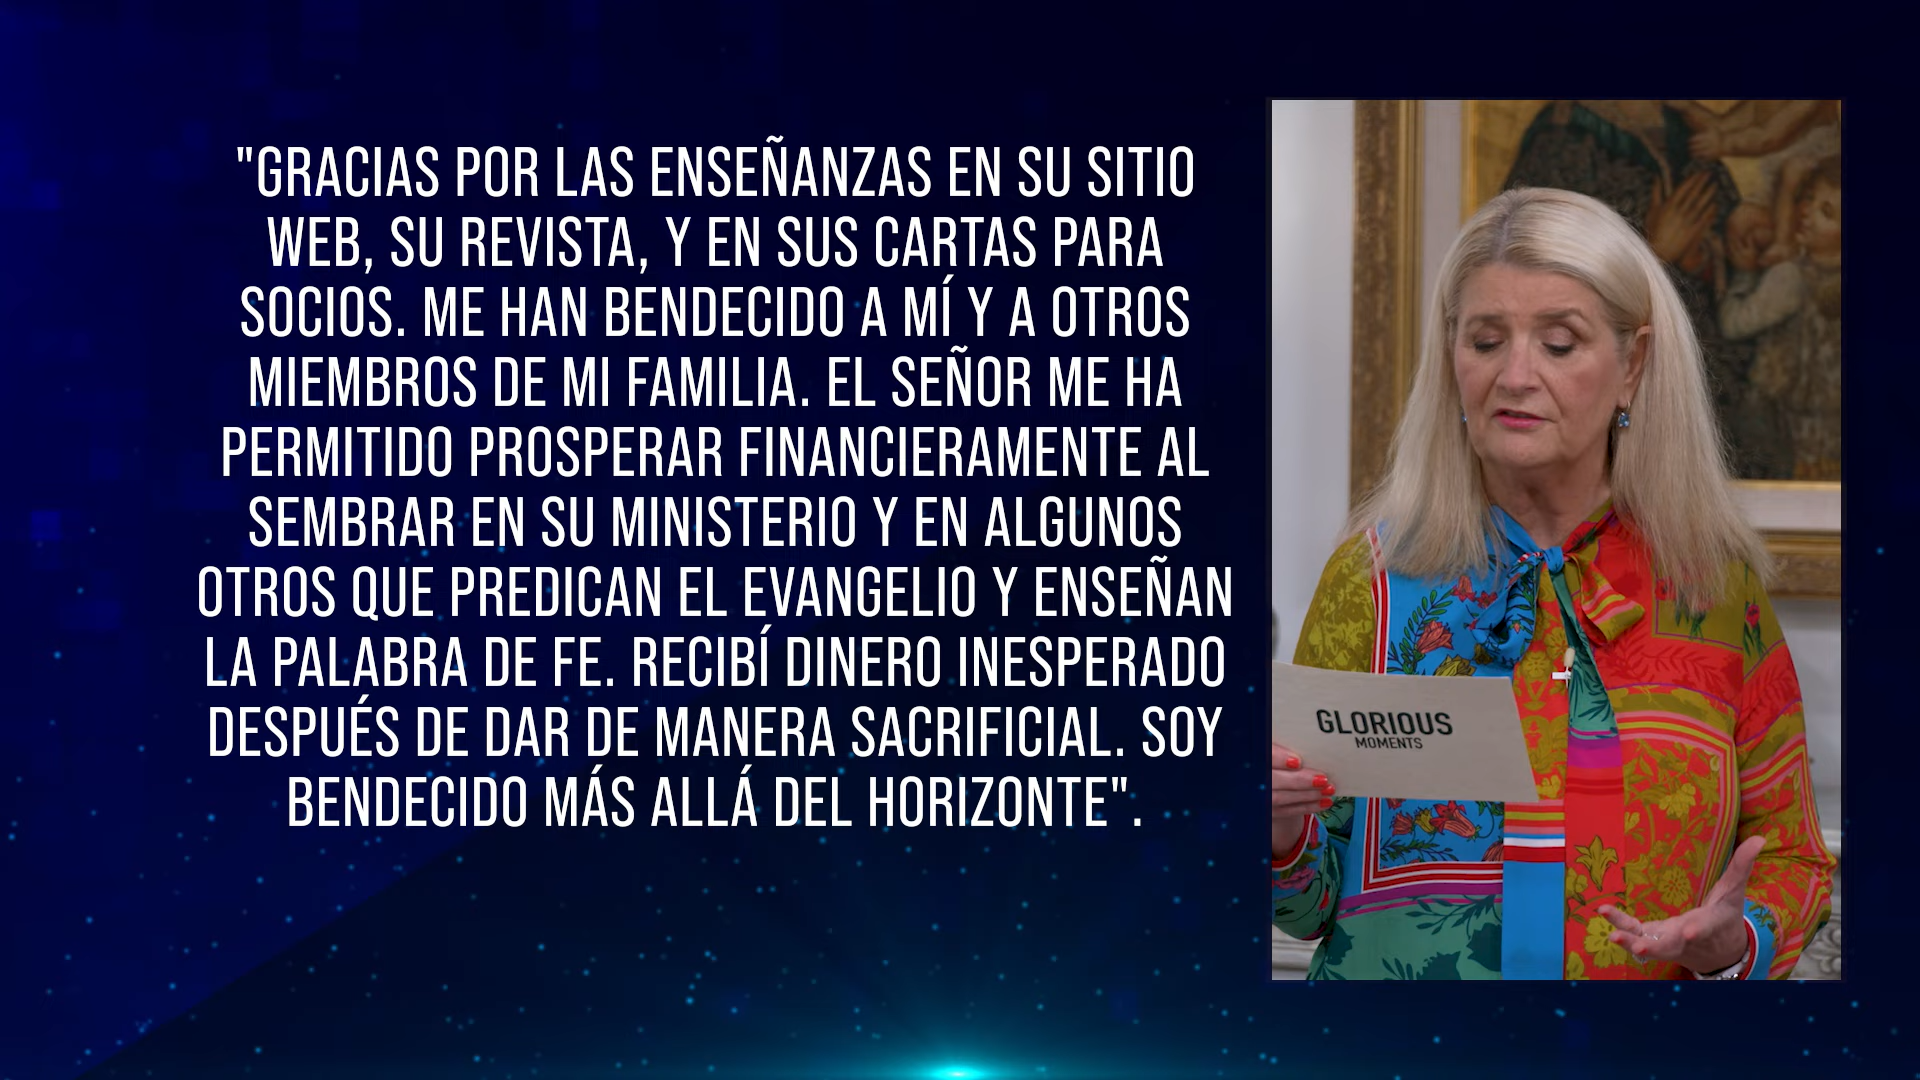 "GRACIAS POR LAS ENSEÑANZAS EN SU SITIO
WEB, SU REVISTA, Y EN SUS CARTAS PARA
SOCIOS. ME HAN BENDECIDO A MÍ Y A OTROS
MIEMBROS DE MI FAMILIA. EL SEÑOR ME HA
PERMITIDO PROSPERAR FINANCIERAMENTE AL
SEMBRAR EN SU MINISTERIO Y EN ALGUNOS
OTROS QUE PREDICAN EL EVANGELIO Y ENSEÑAN
LA PALABRA DE FE. RECIBÍ DINERO INESPERADO
DESPUÉS DE DAR DE MANERA SACRIFICIAL. SOY
BENDECIDO MÁS ALLÁ DEL HORIZONTE".
GLORIOUS
MOMENTS